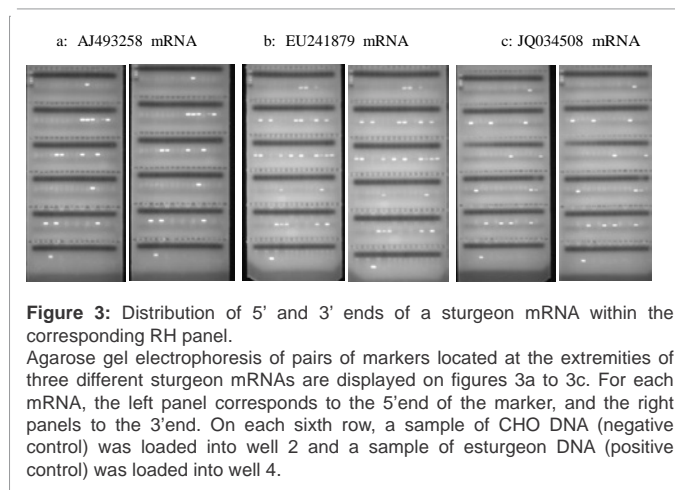 a: AJ493258 mRNA
b: EU241879 mRNA
c: JQ034508 mRNA
Figure 3: Distribution of 5' and 3' ends of a sturgeon mRNA within the
corresponding RH panel.
Agarose gel electrophoresis of pairs of markers located at the extremities of
three different sturgeon mRNAs are displayed on figures 3a to 3c. For each
mRNA, the left panel corresponds to the 5'end of the marker, and the right
panels to the 3'end. On each sixth row, a sample of CHO DNA (negative
control) was loaded into well 2 and a sample of esturgeon DNA (positive
control) was loaded into well 4.